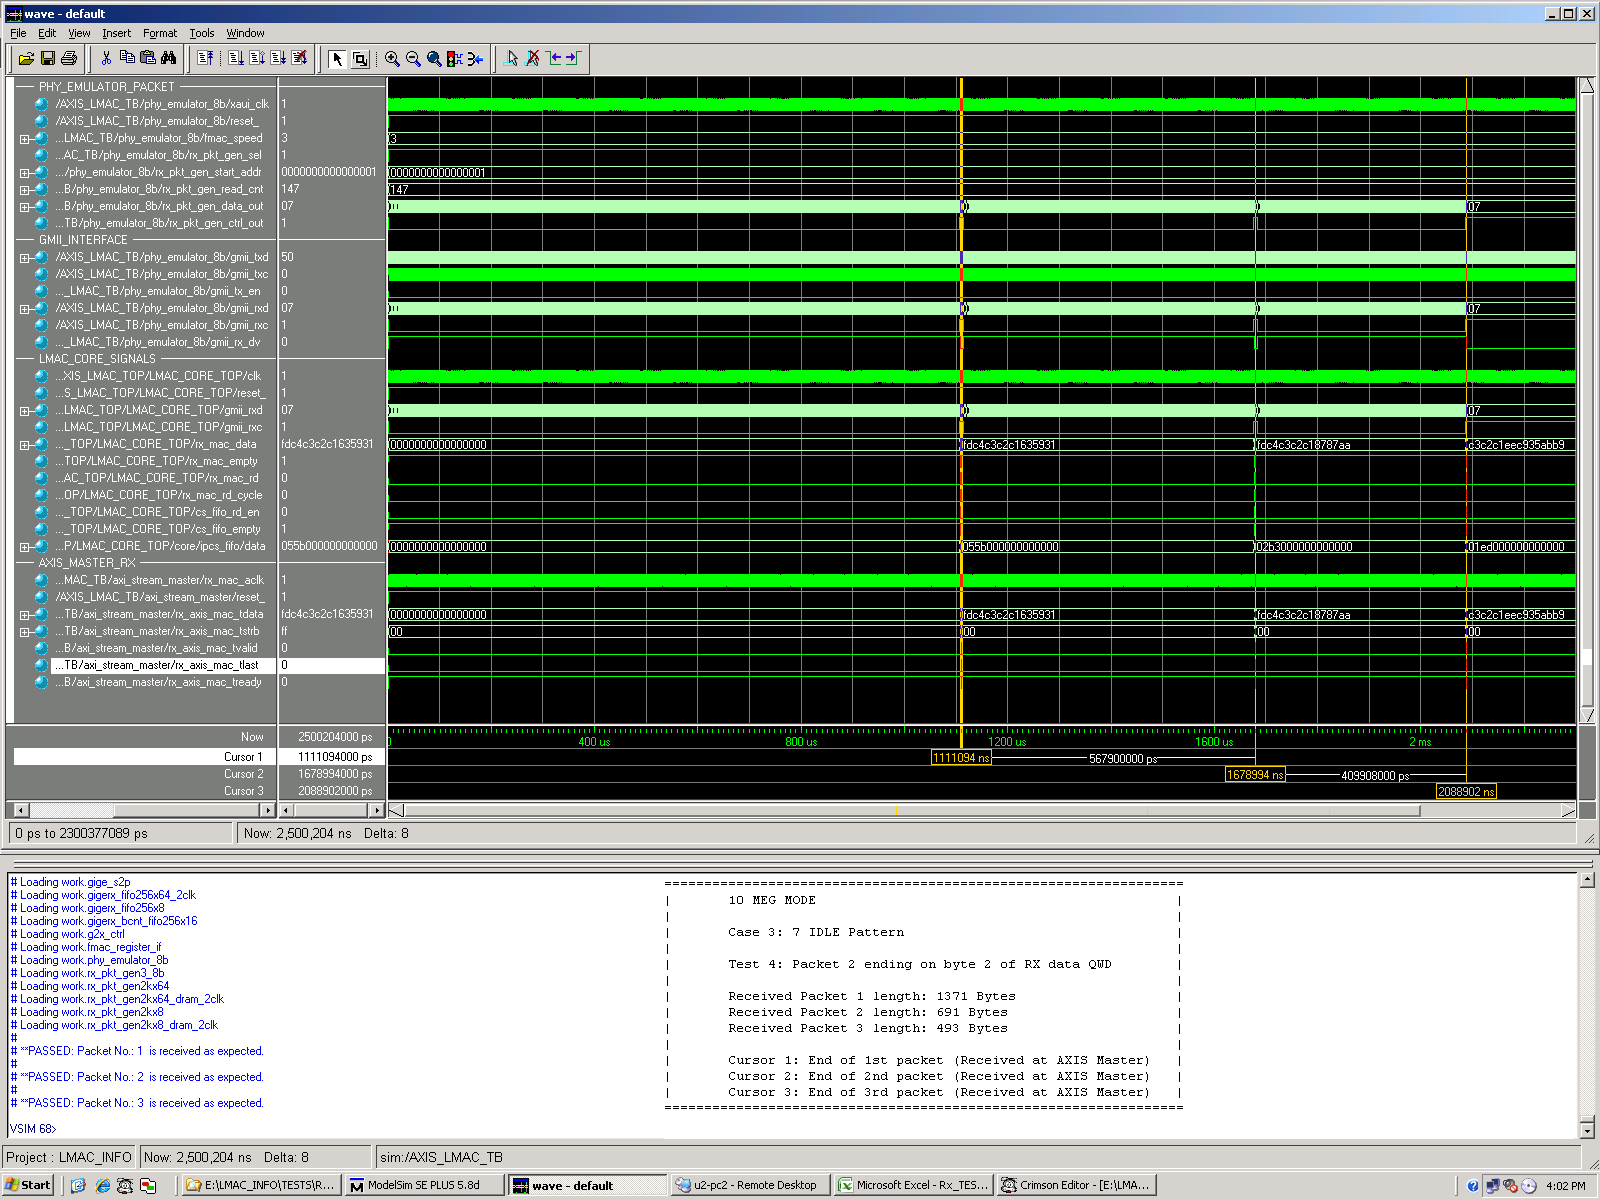 wave - default
File Edit View Insert Format Tools Window
PHY_EMULATOR_PACKET
/AXIS_LMAC_TB/phy_emulator_8b/xaui_clk 1
/AXIS_LMAC_TB/phy_emulator_8b/reset_ 1
...LMAC_TB/phy_emulator_8b/fmac_speed 3 3
...AC_TB/phy_emulator_8b/rx_pkt_gen_sel 1
.../phy_emulator_8b/rx_pkt_gen_start_addr 0000000000000001 0000000000000001
...B/phy_emulator_8b/rx_pkt_gen_read_cnt 147 147
...B/phy_emulator_8b/rx_pkt_gen_data_out 07 07
...TB/phy_emulator_8b/rx_pkt_gen_ctrl_out 1
GMII_INTERFACE
/AXIS_LMAC_TB/phy_emulator_8b/gmii_txd 50
/AXIS_LMAC_TB/phy_emulator_8b/gmii_txc 0
..._LMAC_TB/phy_emulator_8b/gmii_tx_en 0
/AXIS_LMAC_TB/phy_emulator_8b/gmii_rxd 07 07
/AXIS_LMAC_TB/phy_emulator_8b/gmii_rxc 1
..._LMAC_TB/phy_emulator_8b/gmii_rx_dv 0
LMAC_CORE_SIGNALS
...XIS_LMAC_TOP/LMAC_CORE_TOP/clk 1
...S_LMAC_TOP/LMAC_CORE_TOP/reset_ 1
...LMAC_TOP/LMAC_CORE_TOP/gmii_rxd 07 07
...LMAC_TOP/LMAC_CORE_TOP/gmii_rxc 1
..._TOP/LMAC_CORE_TOP/rx_mac_data fdc4c3c2c1635931 0000000000000000 fdc4c3c2c1635931 fdc4c3c2c18787aa c3c2c1eec935abb9
...TOP/LMAC_CORE_TOP/rx_mac_empty 1
...AC_TOP/LMAC_CORE_TOP/rx_mac_rd 0
...OP/LMAC_CORE_TOP/rx_mac_rd_cycle 0
..._TOP/LMAC_CORE_TOP/cs_fifo_rd_en 0
..._TOP/LMAC_CORE_TOP/cs_fifo_empty 1
...P/LMAC_CORE_TOP/core/ipcs_fifo/data 055b000000000000 0000000000000000 055b000000000000 02b3000000000000 01ed000000000000
AXIS_MASTER_RX
...MAC_TB/axi_stream_master/rx_mac_aclk 1
/AXIS_LMAC_TB/axi_stream_master/reset_ 1
...TB/axi_stream_master/rx_axis_mac_tdata fdc4c3c2c1635931 0000000000000000 fdc4c3c2c1635931 fdc4c3c2c18787aa c3c2c1eec935abb9
...TB/axi_stream_master/rx_axis_mac_tstrb ff 00 00 00 00
...B/axi_stream_master/rx_axis_mac_tvalid 0
...TB/axi_stream_master/rx_axis_mac_tlast 0
...B/axi_stream_master/rx_axis_mac_tready 0
Now 2500204000 ps 0 400 us 800 us 1200 us 1600 us 2 ms
Cursor 1 1111094000 ps 1111094 ns 567900000 ps
Cursor 2 1678994000 ps 1678994 ns 409908000 ps
Cursor 3 2088902000 ps 2088902 ns
0 ps to 2300377089 ps Now: 2,500,204 ns Delta: 8
# Loading work.gige_s2p
# Loading work.gigerx_fifo256x64_2clk
# Loading work.gigerx_fifo256x8
# Loading work.gigerx_bcnt_fifo256x16
# Loading work.g2x_ctrl
# Loading work.fmac_register_if
# Loading work.phy_emulator_8b
# Loading work.rx_pkt_gen3_8b
# Loading work.rx_pkt_gen2kx64
# Loading work.rx_pkt_gen2kx64_dram_2clk
# Loading work.rx_pkt_gen2kx8
# Loading work.rx_pkt_gen2kx8_dram_2clk
#
# **PASSED: Packet No.: 1 is received as expected.
#
# **PASSED: Packet No.: 2 is received as expected.
#
# **PASSED: Packet No.: 3 is received as expected.
VSIM 68>
=================================================================
| 10 MEG MODE |
| |
| Case 3: 7 IDLE Pattern |
| |
| Test 4: Packet 2 ending on byte 2 of RX data QWD |
| |
| Received Packet 1 length: 1371 Bytes |
| Received Packet 2 length: 691 Bytes |
| Received Packet 3 length: 493 Bytes |
| |
| Cursor 1: End of 1st packet (Received at AXIS Master) |
| Cursor 2: End of 2nd packet (Received at AXIS Master) |
| Cursor 3: End of 3rd packet (Received at AXIS Master) |
=================================================================
Project : LMAC_INFO Now: 2,500,204 ns Delta: 8 sim:/AXIS_LMAC_TB
Start E:\LMAC_INFO\TESTS\R... ModelSim SE PLUS 5.8d wave - default u2-pc2 - Remote Desktop Microsoft Excel - Rx_TES... Crimson Editor - [E:\LMA... 4:02 PM